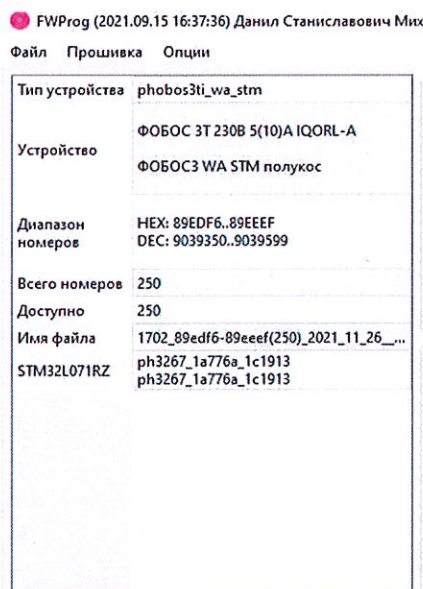 FWProg (2021.09.15 16:37:36) Данил Станиславович Мих
Файл Прошивка Опции
Тип устройства phobos3ti_wa_stm
Устройство
ФОБОС 3Т 230В 5(10)А IQORL-A
ФОБОС3 WA STM полукос
Диапазон номеров
HEX: 89EDF6..89EEEF
DEC: 9039350..9039599
Всего номеров 250
Доступно 250
Имя файла 1702_89edf6-89eeef(250)_2021_11_26__...
STM32L071RZ
ph3267_1a776a_1c1913
ph3267_1a776a_1c1913